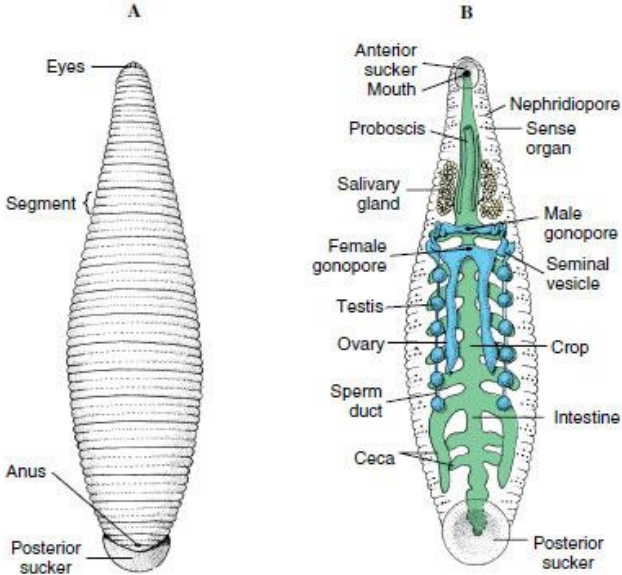 A
Eyes
Segment
Anus
Posterior
sucker
B
Anterior
sucker
Mouth
Nephridiopore
Proboscis
Sense
organ
Salivary
gland
Male
gonopore
Female
gonopore
Seminal
vesicle
Testis
Ovary
Crop
Sperm
duct
Intestine
Ceca
Posterior
sucker